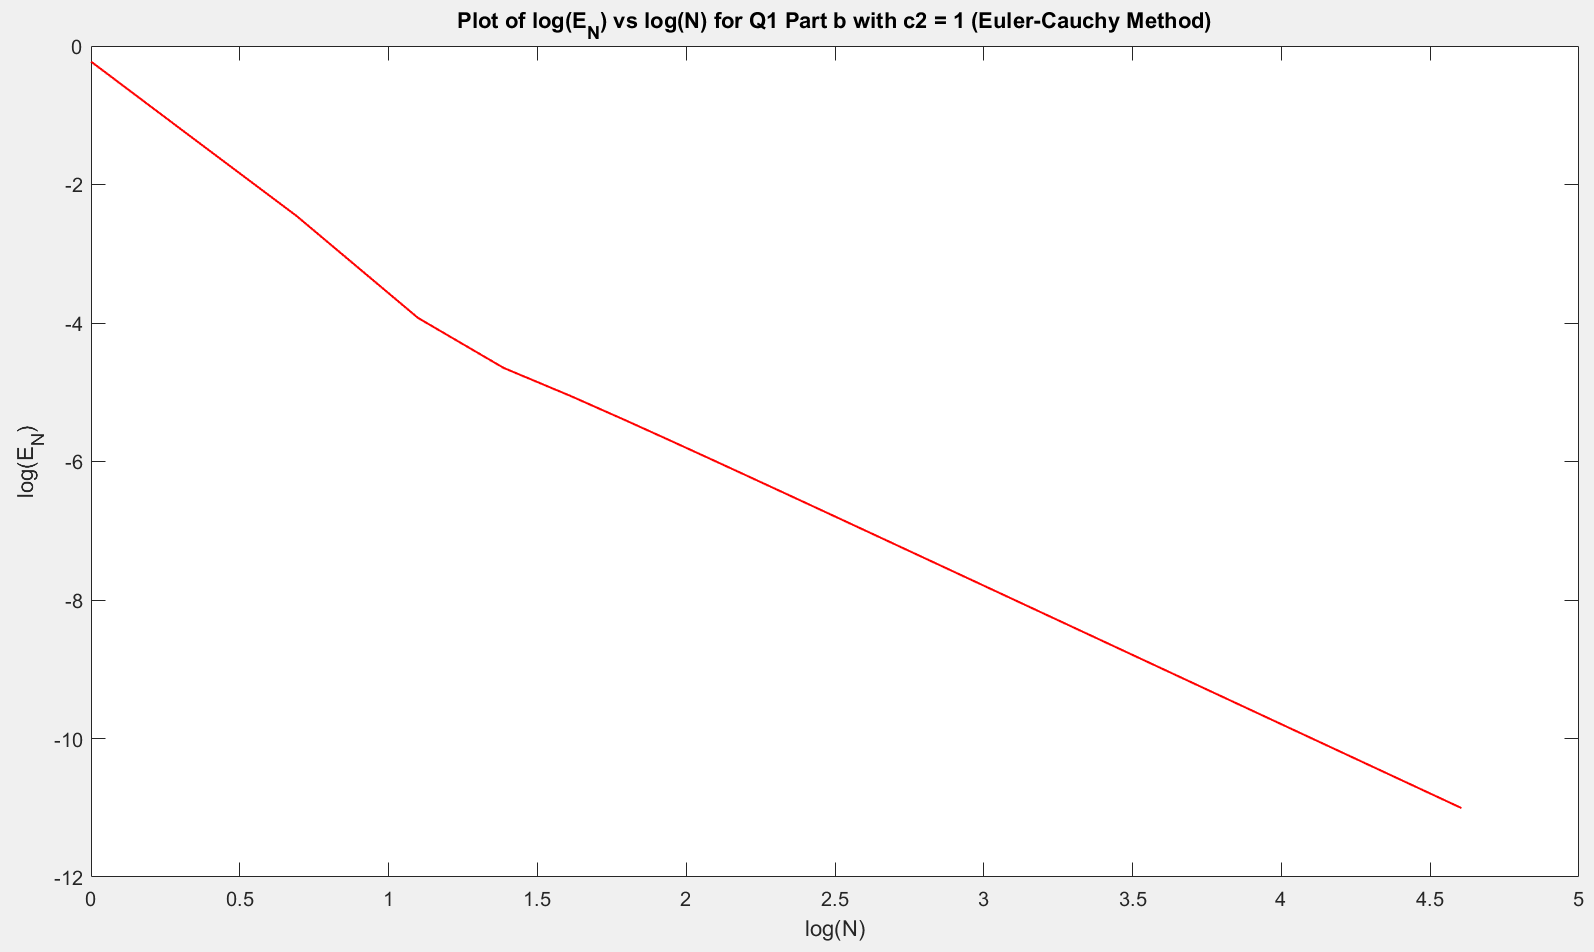 Plot of log(E_N) vs log(N) for Q1 Part b with c2 = 1 (Euler-Cauchy Method)
0
-2
-4
-6
-8
-10
-12
log(E_N)
0 0.5 1 1.5 2 2.5 3 3.5 4 4.5 5
log(N)